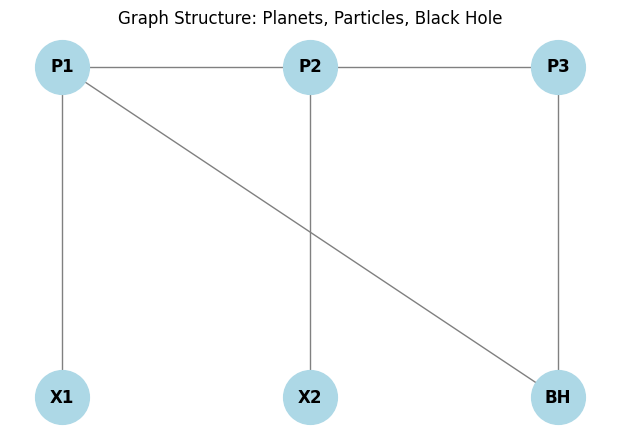 Graph Structure: Planets, Particles, Black Hole
P1
P2
P3
X1
X2
BH